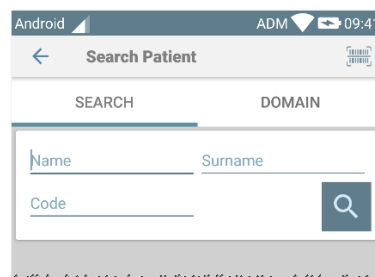 Android ADM 09:41
Search Patient
SEARCH DOMAIN
Name Surname
Code